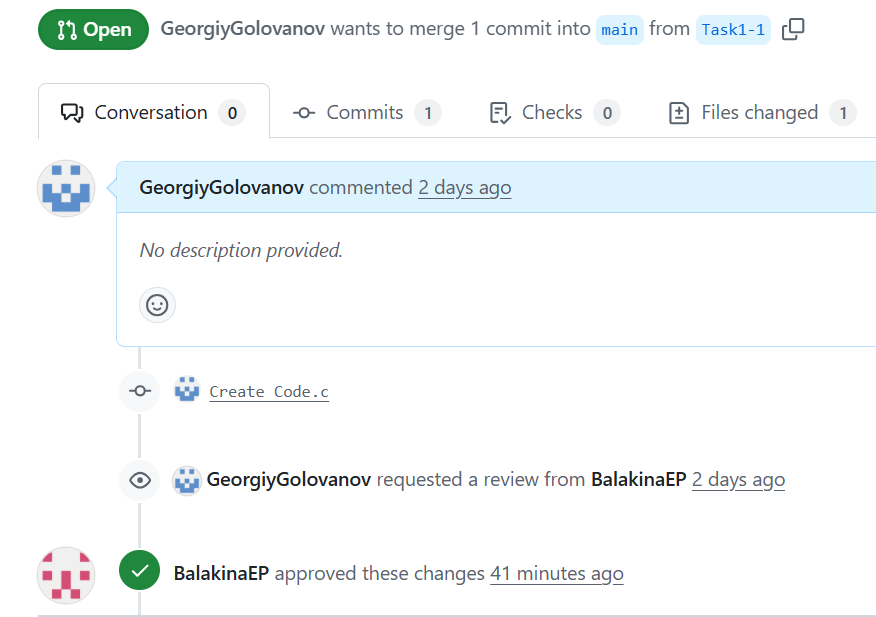 Open GeorgiyGolovanov wants to merge 1 commit into main from Task1-1
Conversation 0 Commits 1 Checks 0 Files changed 1
GeorgiyGolovanov commented 2 days ago
No description provided.
Create Code.c
GeorgiyGolovanov requested a review from BalakinaEP 2 days ago
BalakinaEP approved these changes 41 minutes ago